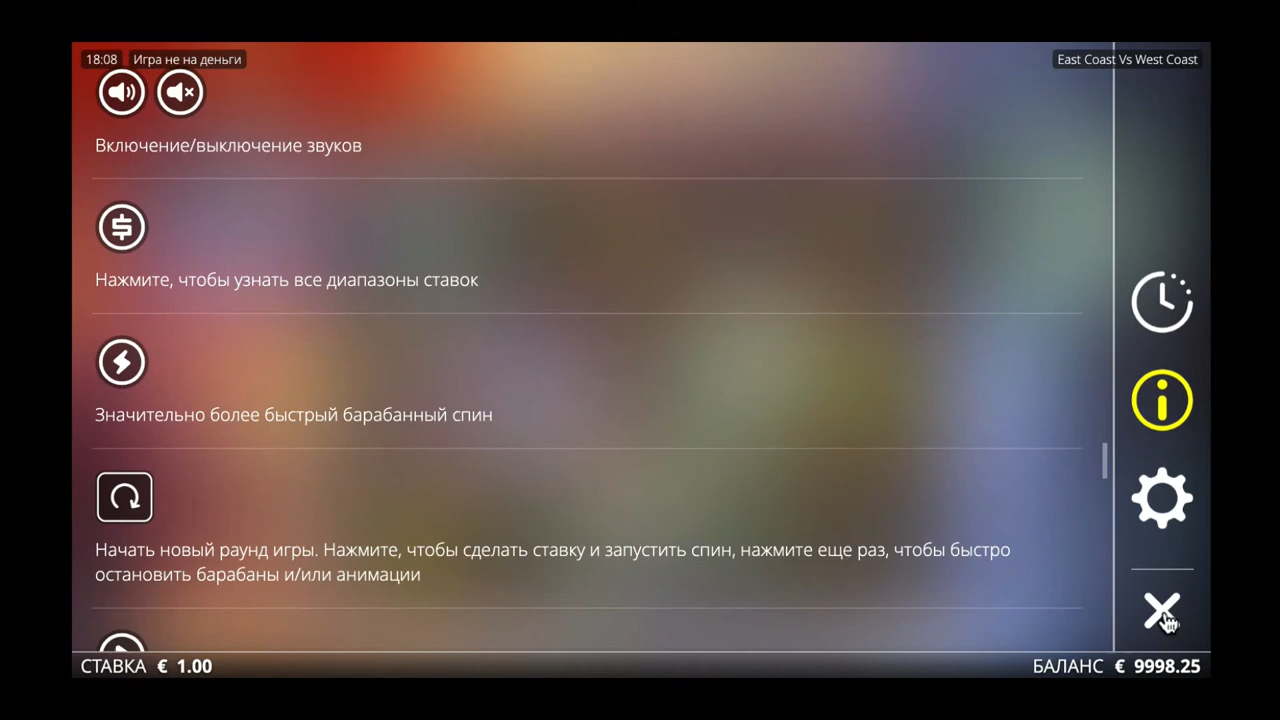 18:08 Игра не на деньги East Coast Vs West Coast
Включение/выключение звуков
Нажмите, чтобы узнать все диапазоны ставок
Значительно более быстрый барабанный спин
Начать новый раунд игры. Нажмите, чтобы сделать ставку и запустить спин, нажмите еще раз, чтобы быстро
остановить барабаны и/или анимации
СТАВКА € 1.00 БАЛАНС € 9998.25